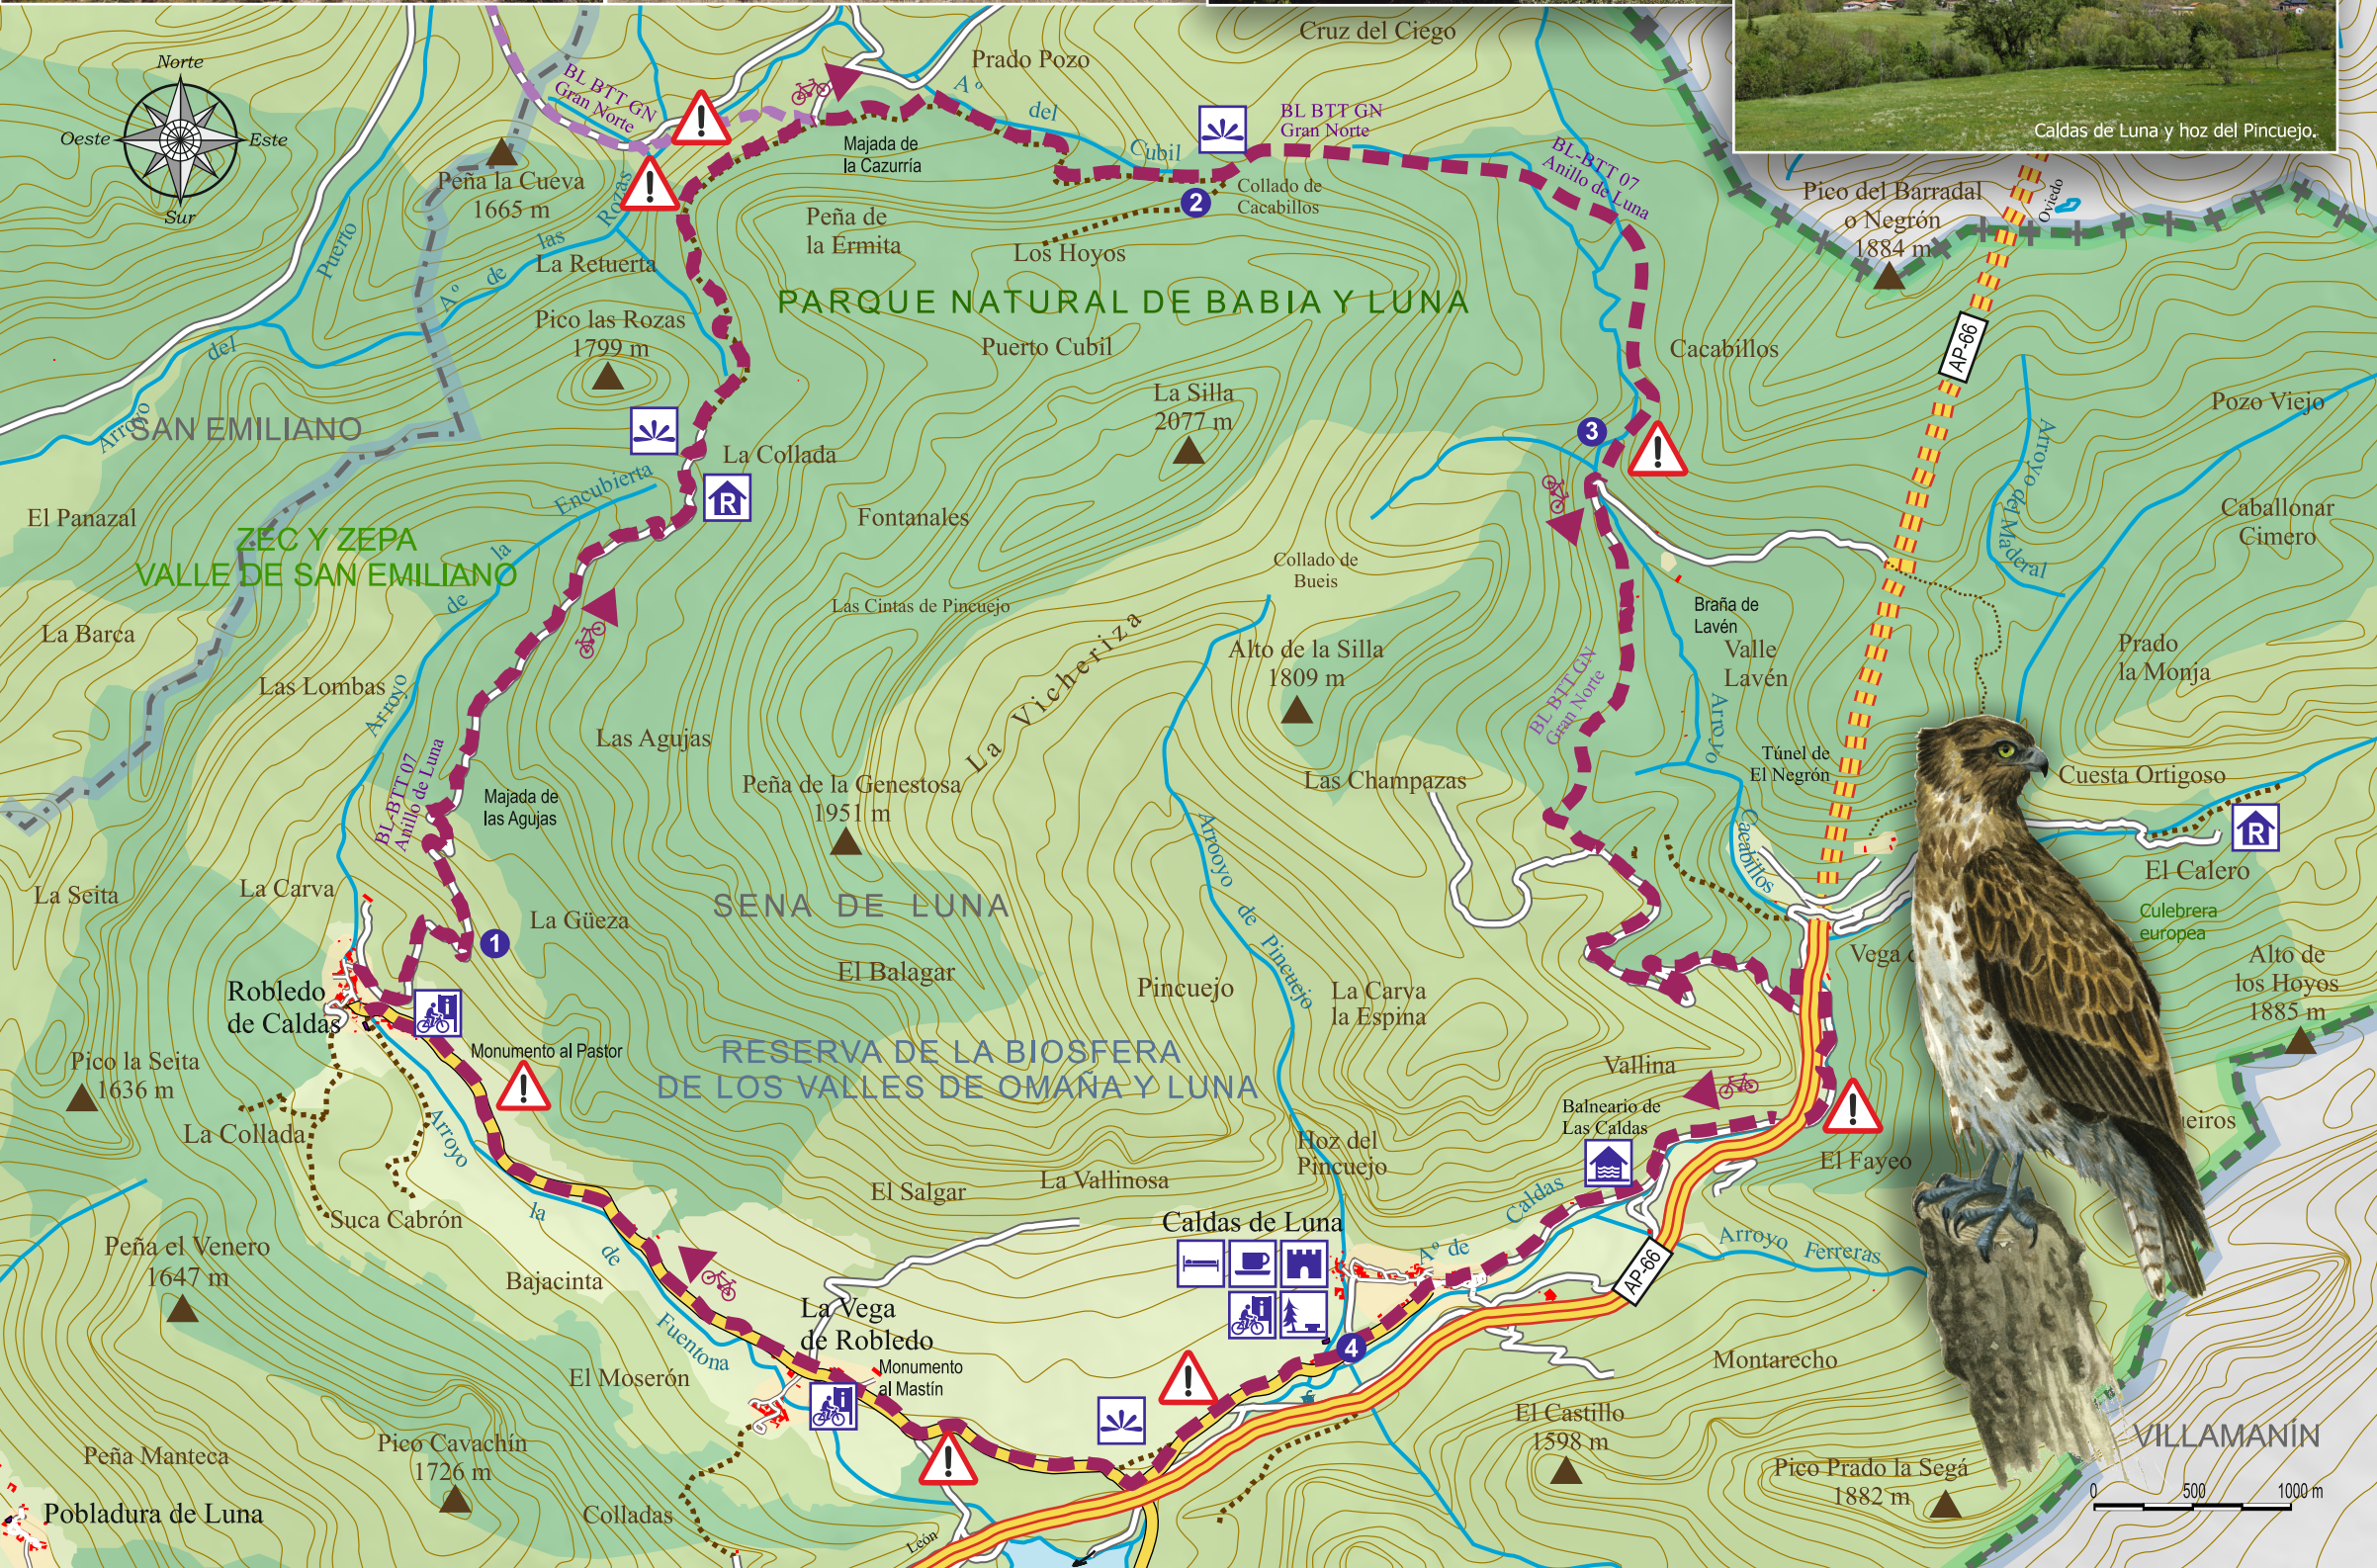 Caldas de Luna y hoz del Pincuejo.
Norte
Oeste
Este
Sur
BL BTT GN
Gran Norte
Prado Pozo
Cruz del Ciego
Aº
del
Cubil
BL BTT GN
Gran Norte
BL-BTT 07
Anillo de Luna
Majada de
la Cazurría
Peña la Cueva
1665 m
Puerto
Aº
de
las
Rozas
La Retuerta
Peña de
la Ermita
2
Collado de
Cacabillos
Los Hoyos
Pico del Barradal
o Negrón
1884 m
Oviedo
PARQUE NATURAL DE BABIA Y LUNA
Pico las Rozas
1799 m
Puerto Cubil
Cacabillos
AP-66
del
Arroyo
SAN EMILIANO
La Silla
2077 m
Pozo Viejo
3
La Collada
R
Encubierta
Arroyo del
Maderal
El Panazal
Fontanales
Caballonar
Cimero
ZEC Y ZEPA
VALLE DE SAN EMILIANO
la
de
Collado de
Bueis
Las Cintas de Pincuejo
Braña de
Lavén
La Barca
La Vicheriza
Alto de la Silla
1809 m
BL BTT GN
Gran Norte
Valle
Lavén
Prado
la Monja
Las Lombas
Arroyo
Las Agujas
Arroyo
Túnel de
El Negrón
Cuesta Ortigoso
BL-BTT 07
Anillo de Luna
Majada de
las Agujas
Peña de la Genestosa
1951 m
Las Champazas
Cacabillos
R
El Calero
La Seita
La Carva
La Güeza
SENA DE LUNA
Arrooyo
de
Pincuejo
Culebrera
europea
1
El Balagar
Pincuejo
Vega
Alto de
los Hoyos
1885 m
Robledo
de Caldas
i
La Carva
la Espina
Monumento al Pastor
RESERVA DE LA BIOSFERA
DE LOS VALLES DE OMAÑA Y LUNA
Pico la Seita
1636 m
Vallina
Balneario de
Las Caldas
La Collada
Arroyo
Hoz del
Pincuejo
El Fayeo
eiros
El Salgar
La Vallinosa
Suca Cabrón
la
de
Fuentona
Caldas de Luna
Caldas
Aº de
Arroyo Ferreras
Peña el Venero
1647 m
Bajacinta
AP-66
i
La Vega
de Robledo
4
El Moserón
Monumento
al Mastín
i
Montarecho
El Castillo
1598 m
Peña Manteca
Pico Cavachín
1726 m
VILLAMANÍN
Pico Prado la Segá
1882 m
0 500 1000 m
Pobladura de Luna
Colladas
León